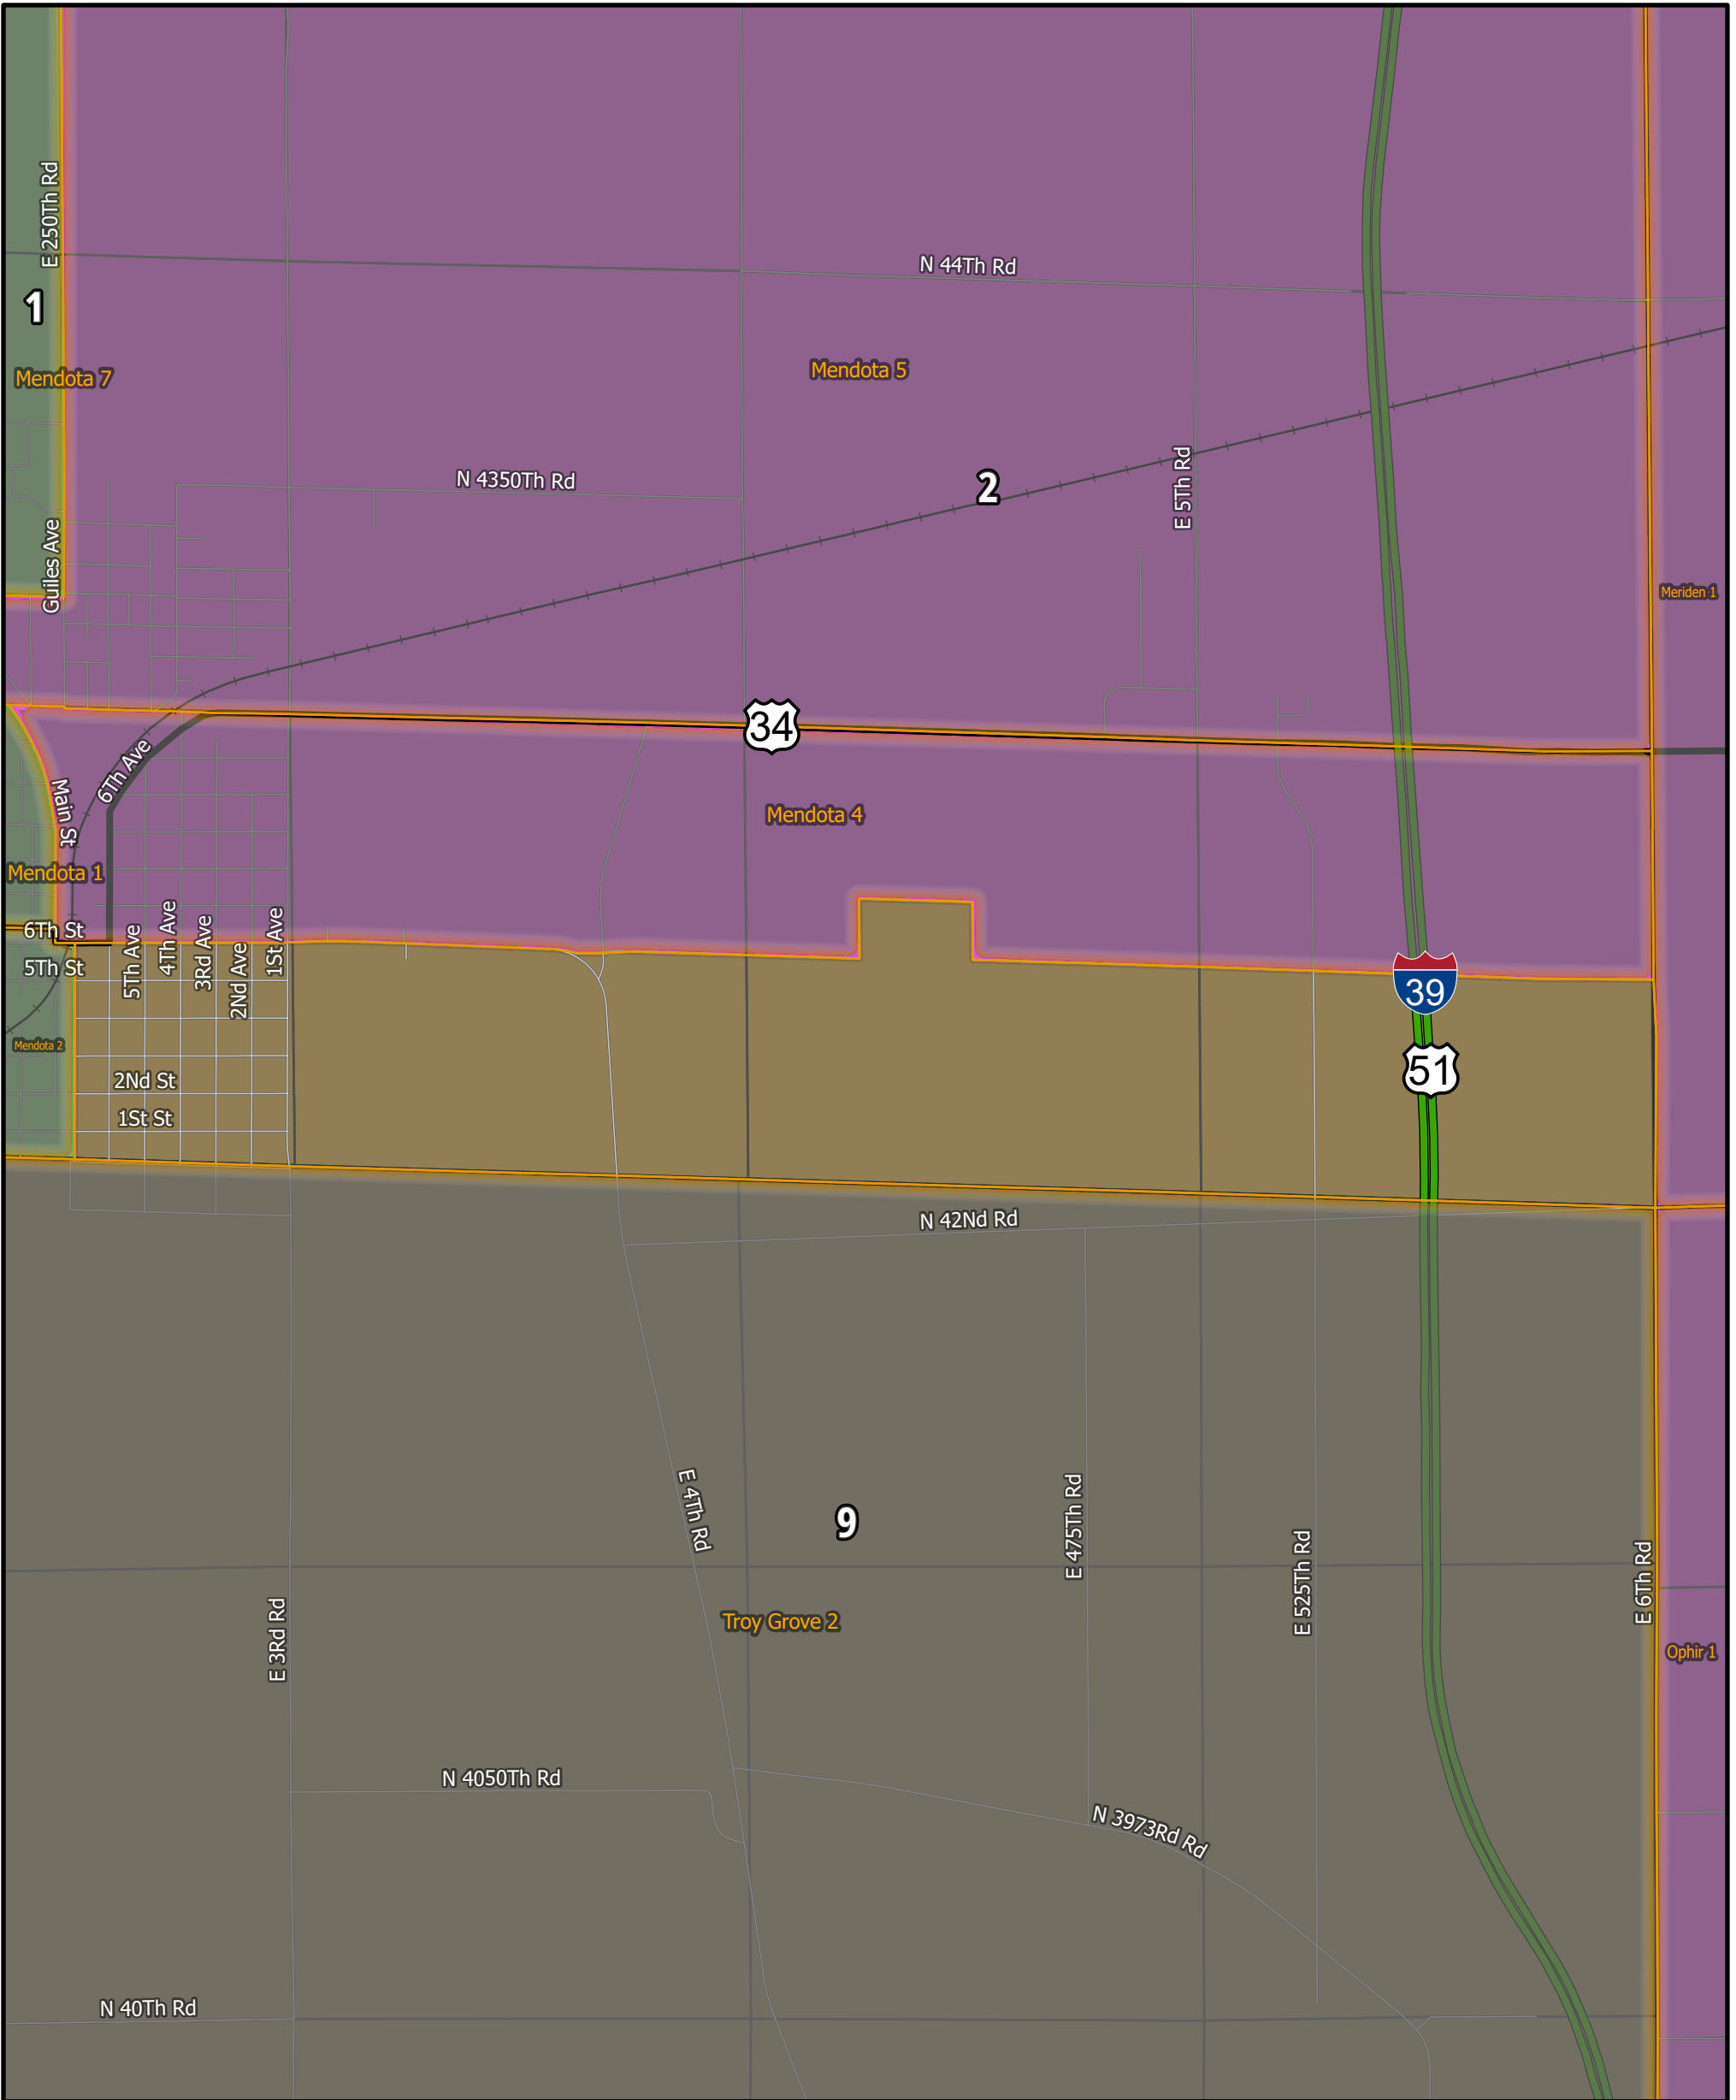 E 250Th Rd
N 44Th Rd
1
Mendota 7
Mendota 5
N 4350Th Rd
2
E 5Th Rd
Guiles Ave
Meriden 1
34
6Th Ave
Main St
Mendota 4
Mendota 1
6Th St
5Th St
5Th Ave
4Th Ave
3Rd Ave
2Nd Ave
1St Ave
39
Mendota 2
51
2Nd St
1St St
N 42Nd Rd
E 4Th Rd
9
E 475Th Rd
E 525Th Rd
E 6Th Rd
E 3Rd Rd
Troy Grove 2
Ophir 1
N 4050Th Rd
N 3973Rd Rd
N 40Th Rd